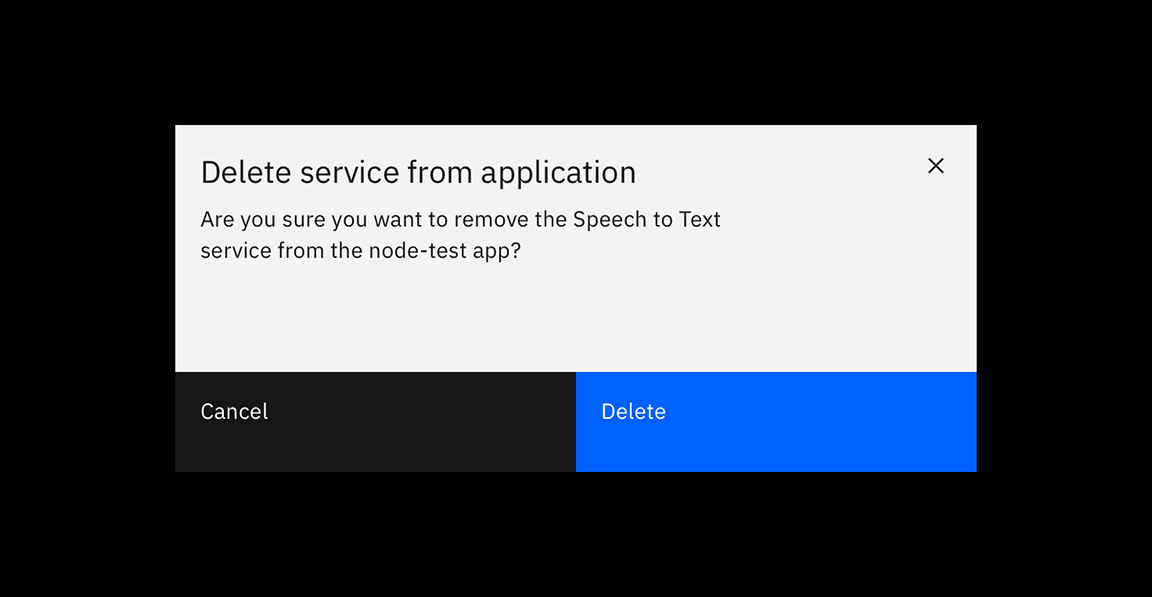 Delete service from application
Are you sure you want to remove the Speech to Text
service from the node-test app?
Cancel
Delete